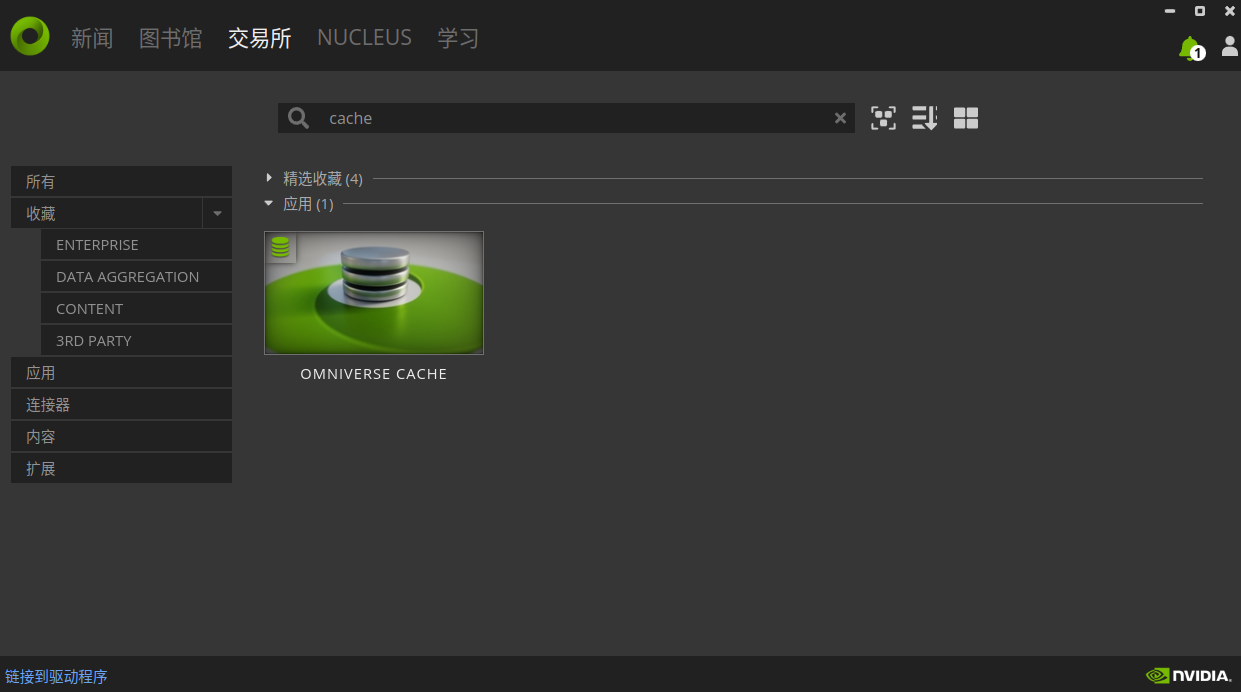 新闻 图书馆 交易所 NUCLEUS 学习
1
cache
所有
收藏
ENTERPRISE
DATA AGGREGATION
CONTENT
3RD PARTY
应用
连接器
内容
扩展
精选收藏 (4)
应用 (1)
OMNIVERSE CACHE
链接到驱动程序
NVIDIA.